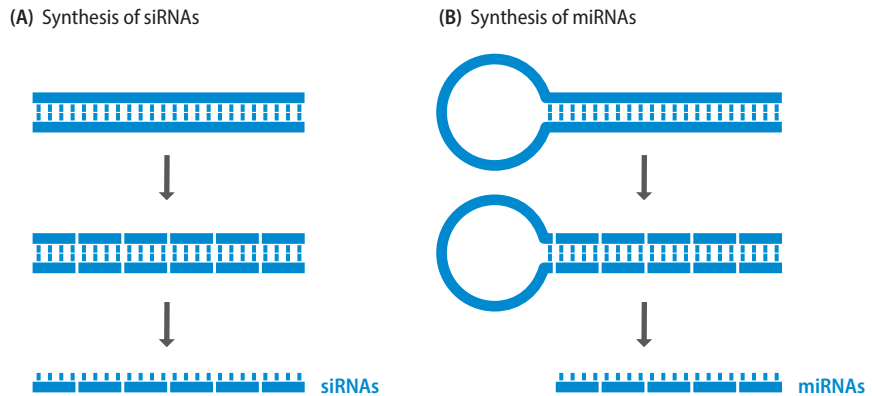 (A) Synthesis of siRNAs
(B) Synthesis of miRNAs
siRNAs
miRNAs